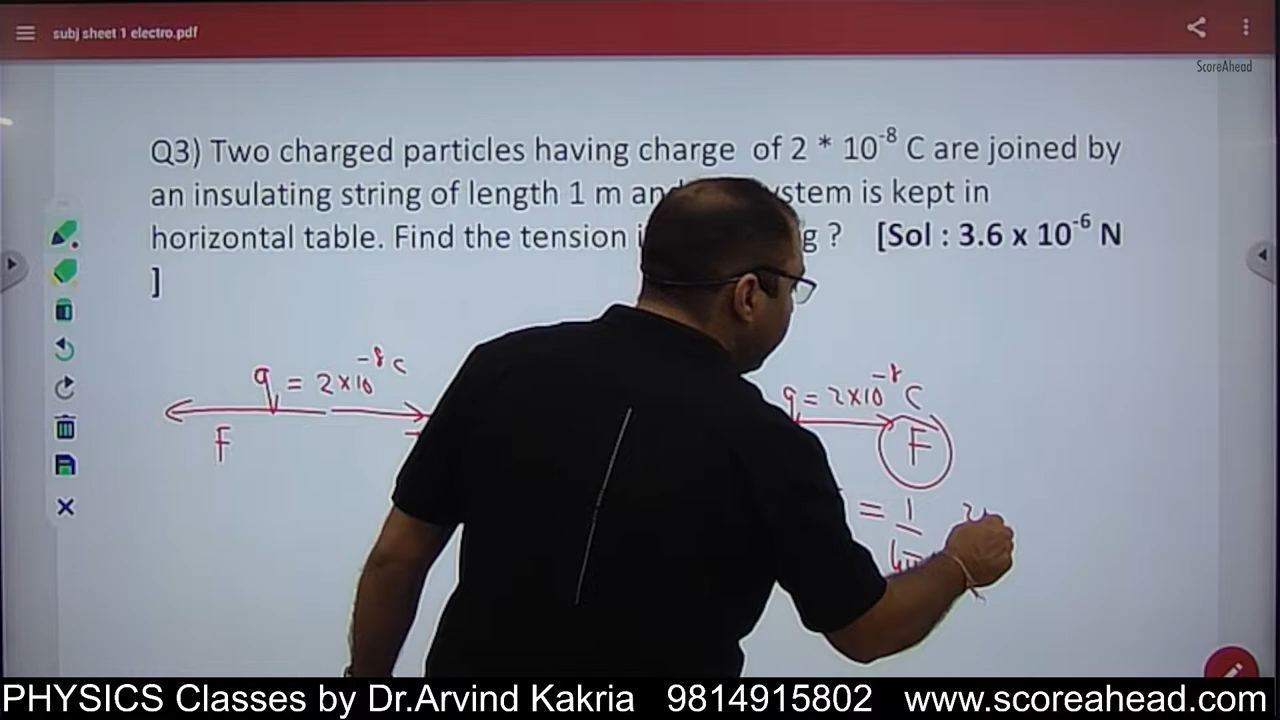 subj sheet 1 electro.pdf
ScoreAhead
Q3) Two charged particles having charge of 2 * 10⁻⁸ C are joined by
an insulating string of length 1 m an stem is kept in
horizontal table. Find the tension i g ? [Sol : 3.6 x 10⁻⁶ N
]
q = 2×10⁻⁸ C
q = 2×10⁻⁸ C
F
F
= 1
PHYSICS Classes by Dr.Arvind Kakria 9814915802 www.scoreahead.com